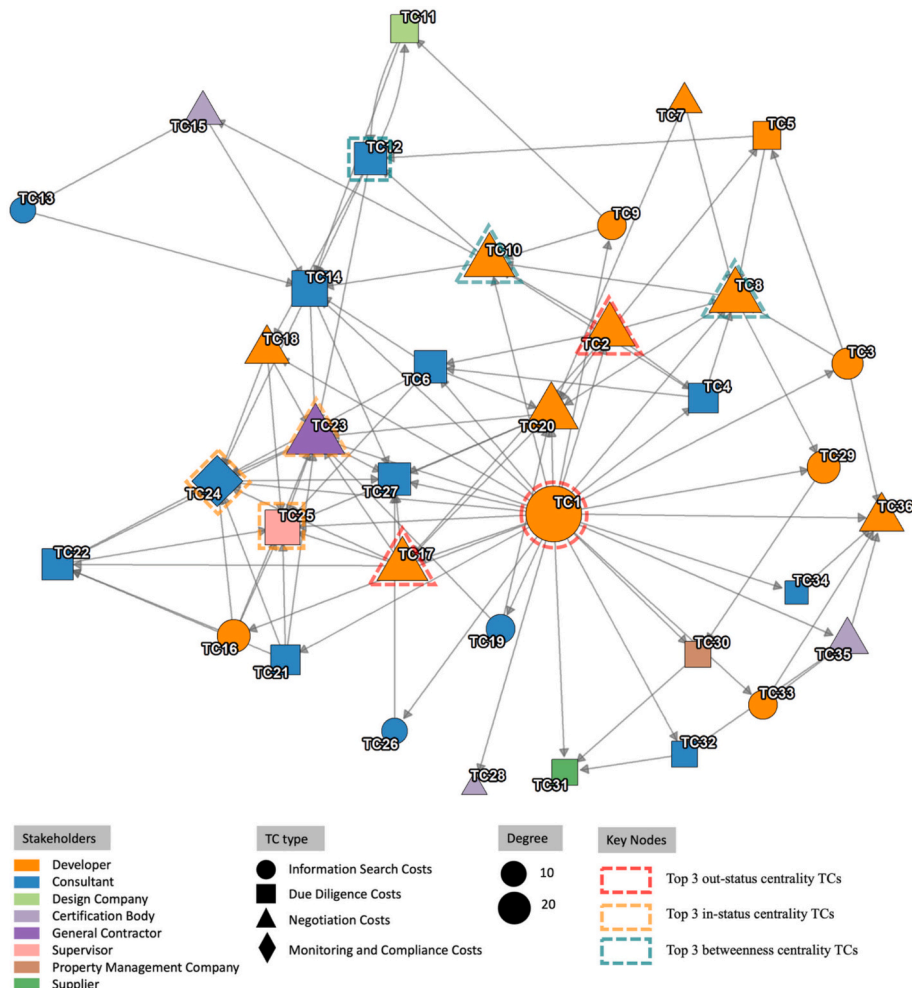 TC11
TC7
TC15
TC5
TC12
TC13
TC9
TC10
TC14
TC8
TC18
TC2
TC3
TC6
TC4
TC20
TC23
TC29
TC24
TC27
TC1
TC36
TC25
TC17
TC22
TC34
TC16
TC19
TC30
TC35
TC21
TC33
TC26
TC32
TC28
TC31
Stakeholders
Developer
Consultant
Design Company
Certification Body
General Contractor
Supervisor
Property Management Company
Supplier
TC type
Information Search Costs
Due Diligence Costs
Negotiation Costs
Monitoring and Compliance Costs
Degree
10
20
Key Nodes
Top 3 out-status centrality TCs
Top 3 in-status centrality TCs
Top 3 betweenness centrality TCs